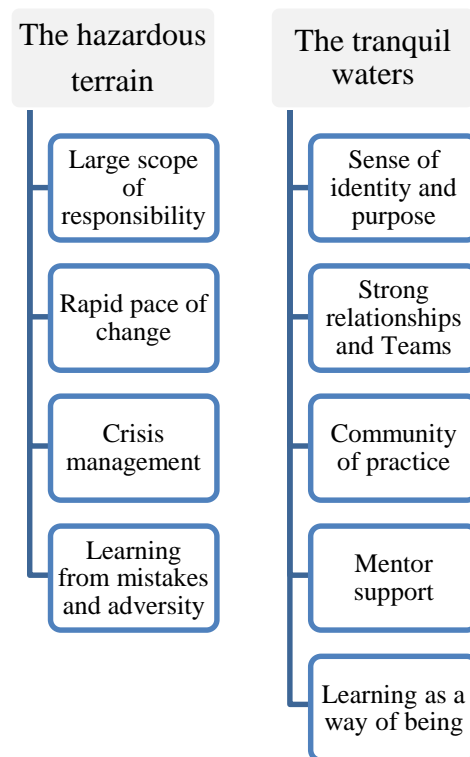 The hazardous
terrain
Large scope
of
responsibility
Rapid pace of
change
Crisis
management
Learning
from mistakes
and adversity
The tranquil
waters
Sense of
identity and
purpose
Strong
relationships
and Teams
Community
of practice
Mentor
support
Learning as a
way of being